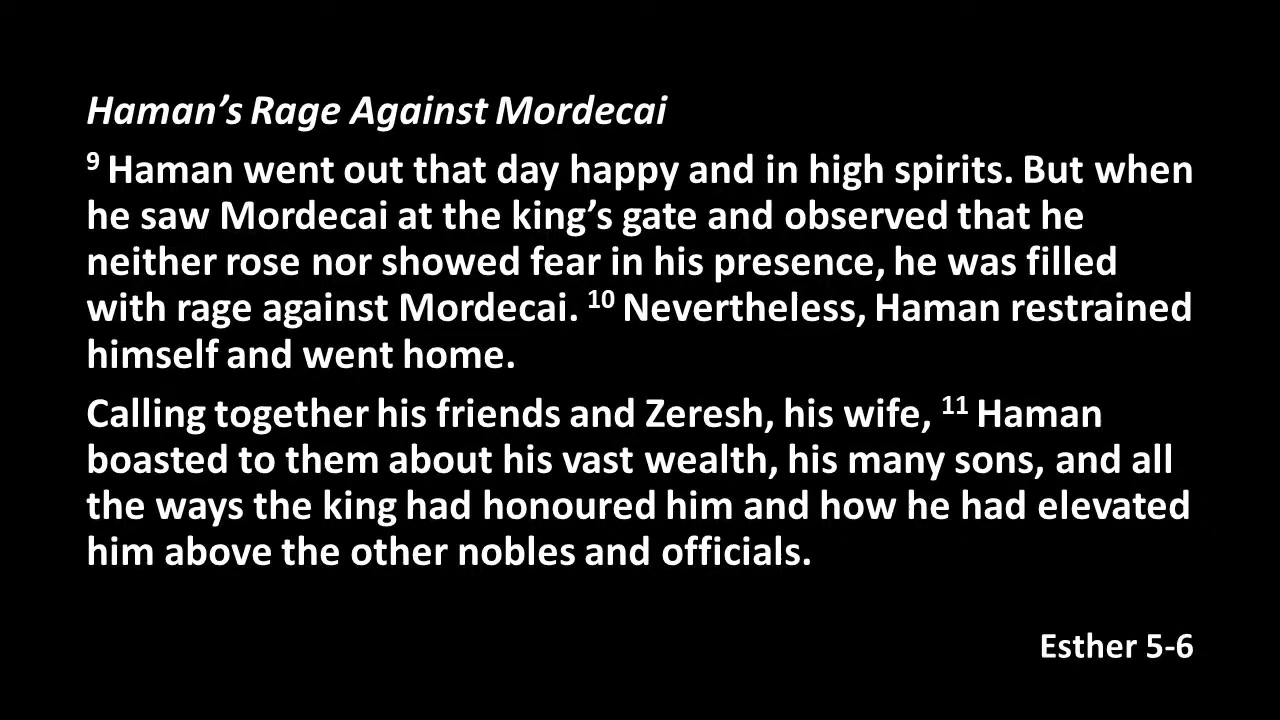 Haman’s Rage Against Mordecai
9 Haman went out that day happy and in high spirits. But when
he saw Mordecai at the king’s gate and observed that he
neither rose nor showed fear in his presence, he was filled
with rage against Mordecai. 10 Nevertheless, Haman restrained
himself and went home.
Calling together his friends and Zeresh, his wife, 11 Haman
boasted to them about his vast wealth, his many sons, and all
the ways the king had honoured him and how he had elevated
him above the other nobles and officials.
Esther 5-6